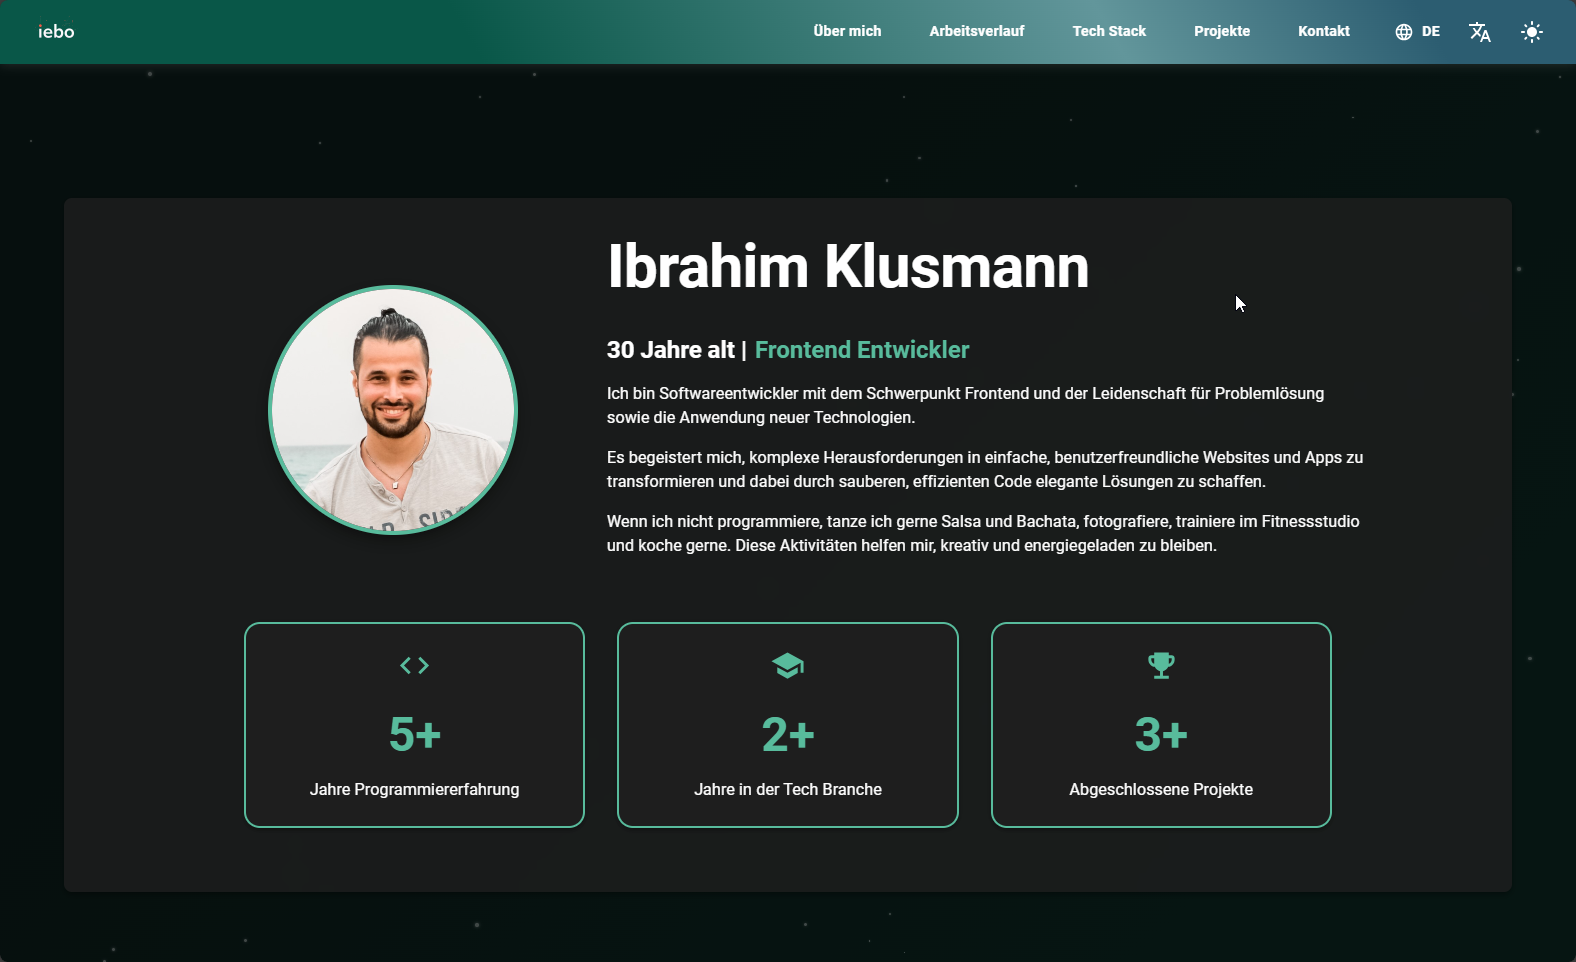 iebo
Über mich
Arbeitsverlauf
Tech Stack
Projekte
Kontakt
DE
Ibrahim Klusmann
30 Jahre alt | Frontend Entwickler
Ich bin Softwareentwickler mit dem Schwerpunkt Frontend und der Leidenschaft für Problemlösung
sowie die Anwendung neuer Technologien.
Es begeistert mich, komplexe Herausforderungen in einfache, benutzerfreundliche Websites und Apps zu
transformieren und dabei durch sauberen, effizienten Code elegante Lösungen zu schaffen.
Wenn ich nicht programmiere, tanze ich gerne Salsa und Bachata, fotografiere, trainiere im Fitnessstudio
und koche gerne. Diese Aktivitäten helfen mir, kreativ und energiegeladen zu bleiben.
5+
Jahre Programmiererfahrung
2+
Jahre in der Tech Branche
3+
Abgeschlossene Projekte